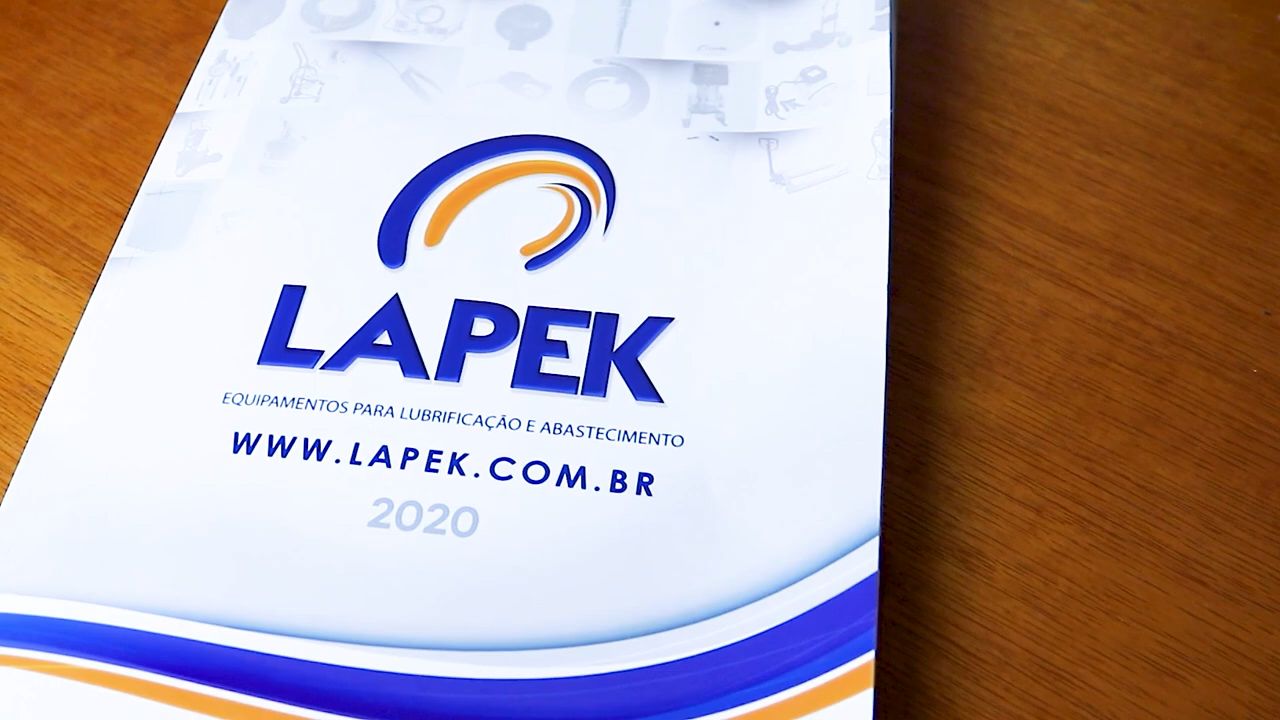 LAPEK
EQUIPAMENTOS PARA LUBRIFICAÇÃO E ABASTECIMENTO
WWW.LAPEK.COM.BR
2020